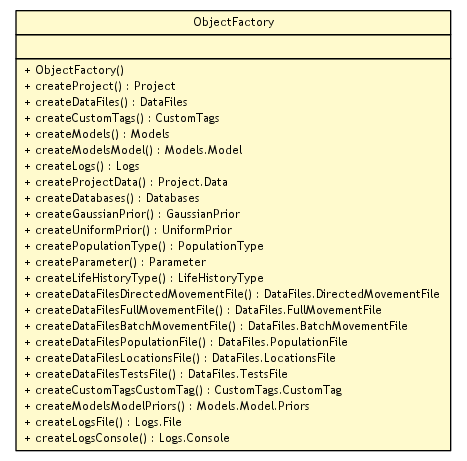 ObjectFactory
+ ObjectFactory()
+ createProject() : Project
+ createDataFiles() : DataFiles
+ createCustomTags() : CustomTags
+ createModels() : Models
+ createModelsModel() : Models.Model
+ createLogs() : Logs
+ createProjectData() : Project.Data
+ createDatabases() : Databases
+ createGaussianPrior() : GaussianPrior
+ createUniformPrior() : UniformPrior
+ createPopulationType() : PopulationType
+ createParameter() : Parameter
+ createLifeHistoryType() : LifeHistoryType
+ createDataFilesDirectedMovementFile() : DataFiles.DirectedMovementFile
+ createDataFilesFullMovementFile() : DataFiles.FullMovementFile
+ createDataFilesBatchMovementFile() : DataFiles.BatchMovementFile
+ createDataFilesPopulationFile() : DataFiles.PopulationFile
+ createDataFilesLocationsFile() : DataFiles.LocationsFile
+ createDataFilesTestsFile() : DataFiles.TestsFile
+ createCustomTagsCustomTag() : CustomTags.CustomTag
+ createModelsModelPriors() : Models.Model.Priors
+ createLogsFile() : Logs.File
+ createLogsConsole() : Logs.Console